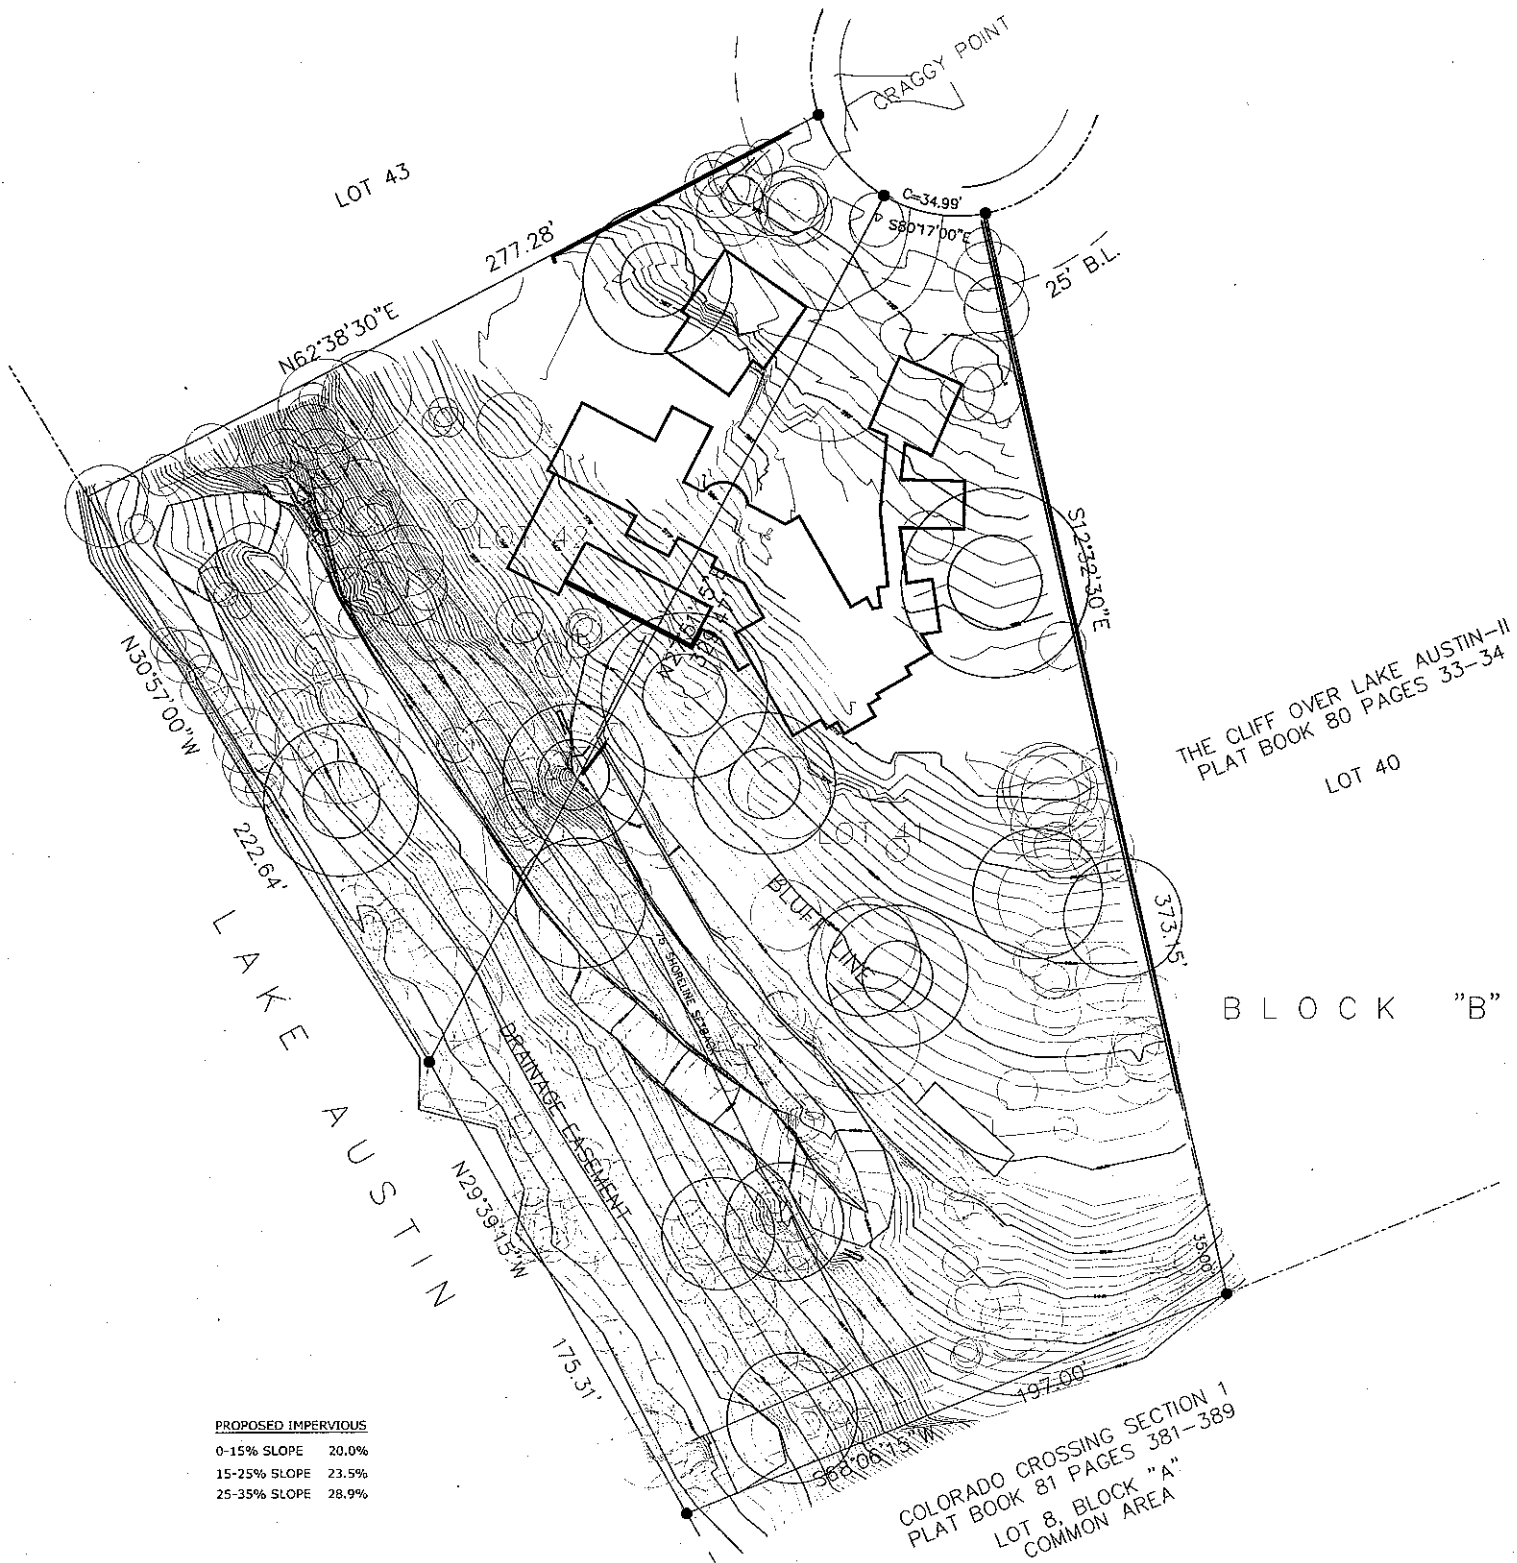 CRAGGY POINT
LOT 43
277.28'
N62°38'30"E
C=34.99'
S80°17'00"E
25' B.L.
LOT 42
S12°32'30"E
N30°57'00"W
THE CLIFF OVER LAKE AUSTIN-II
PLAT BOOK 80 PAGES 33-34
LOT 40
222.64'
LOT 41
BLUFF LINE
373.15'
75' SHORELINE SETBACK
LAKE AUSTIN
BLOCK "B"
DRAINAGE EASEMENT
N29°39'15"W
35.00'
175.31'
197.00'
S68°06'15"W
COLORADO CROSSING SECTION 1
PLAT BOOK 81 PAGES 381-389
LOT 8, BLOCK "A"
COMMON AREA
PROPOSED IMPERVIOUS
0-15% SLOPE 20.0%
15-25% SLOPE 23.5%
25-35% SLOPE 28.9%